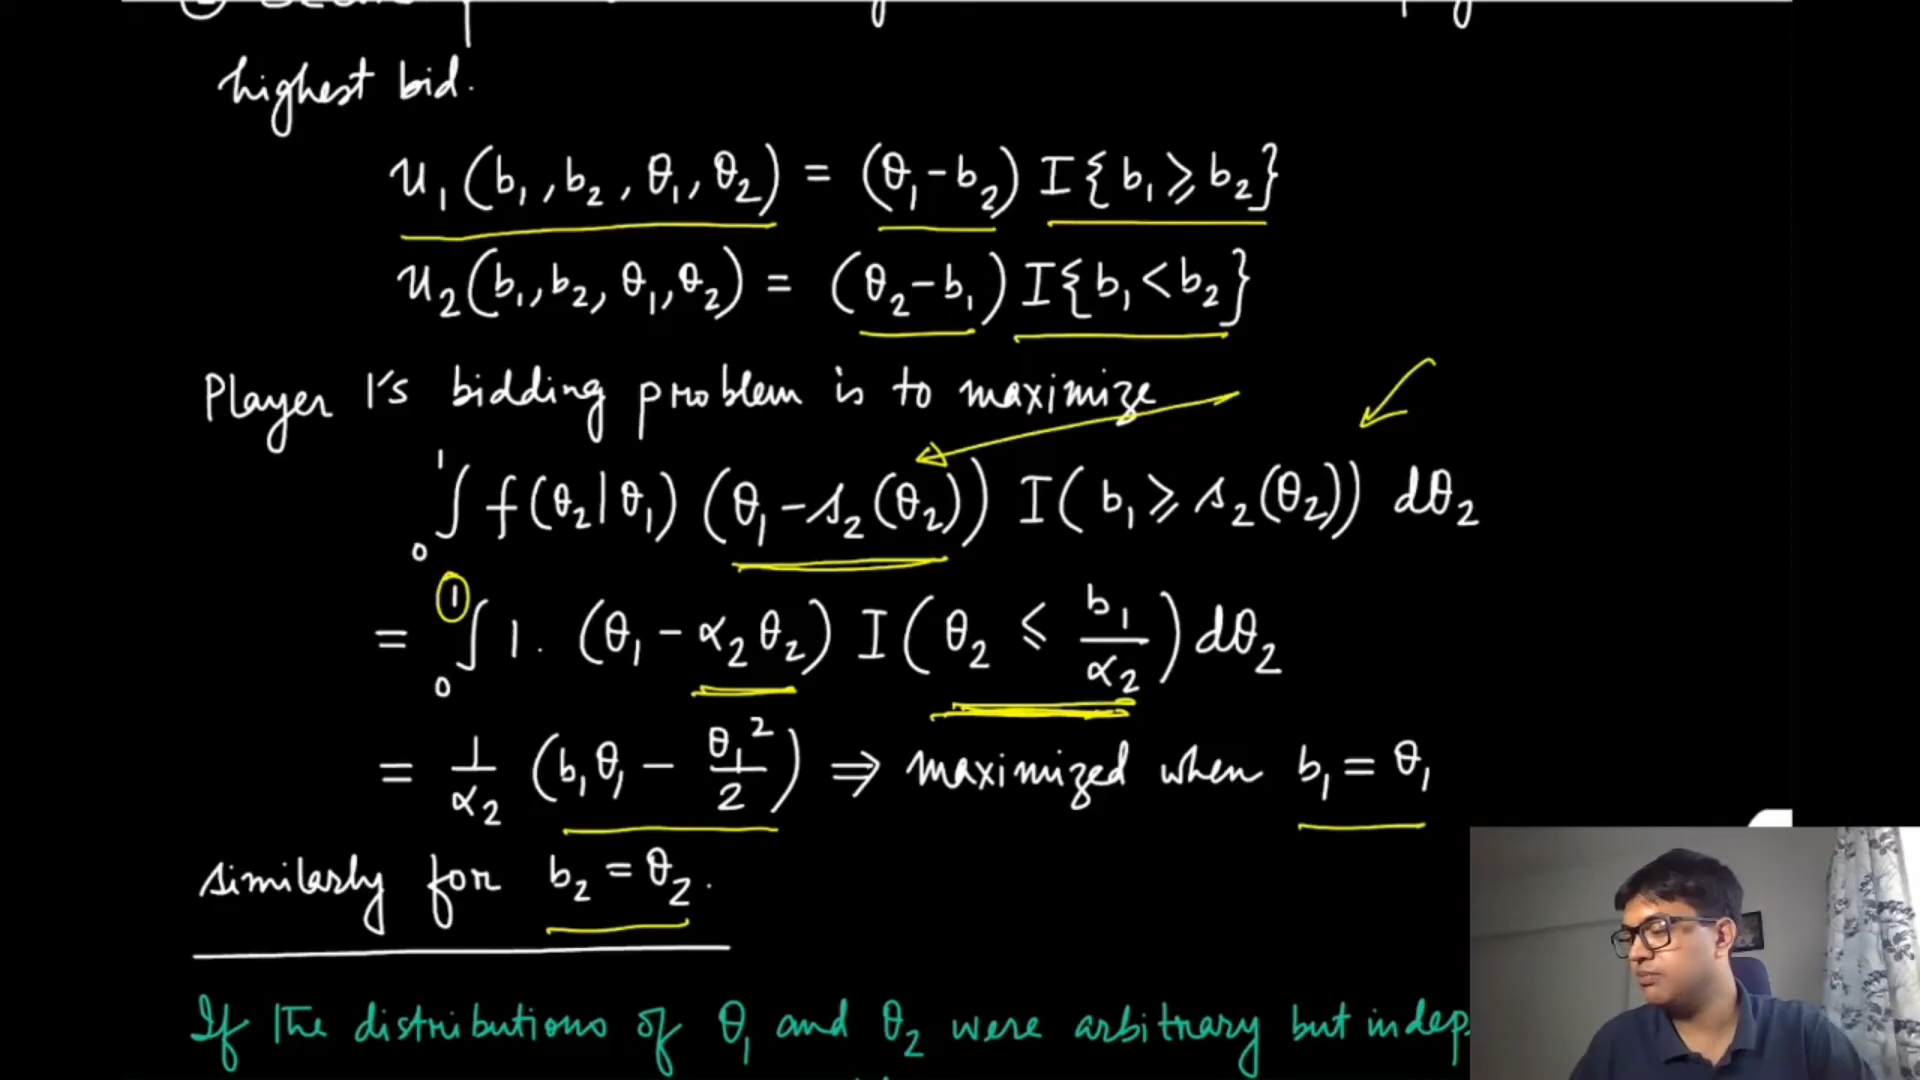 highest bid.
u₁(b₁, b₂, θ₁, θ₂) = (θ₁ - b₂) I{b₁ ⩾ b₂}
u₂(b₁, b₂, θ₁, θ₂) = (θ₂ - b₁) I{b₁ < b₂}
Player 1's bidding problem is to maximize
∫₀¹ f(θ₂|θ₁) (θ₁ - s₂(θ₂)) I(b₁ ⩾ s₂(θ₂)) dθ₂
= ∫₀¹ 1. (θ₁ - α₂θ₂) I(θ₂ ⩽ b₁/α₂) dθ₂
= 1/α₂ (b₁θ₁ - θ₁²/2) ⇒ maximized when b₁ = θ₁
similarly for b₂ = θ₂.
If the distributions of θ₁ and θ₂ were arbitrary but indep